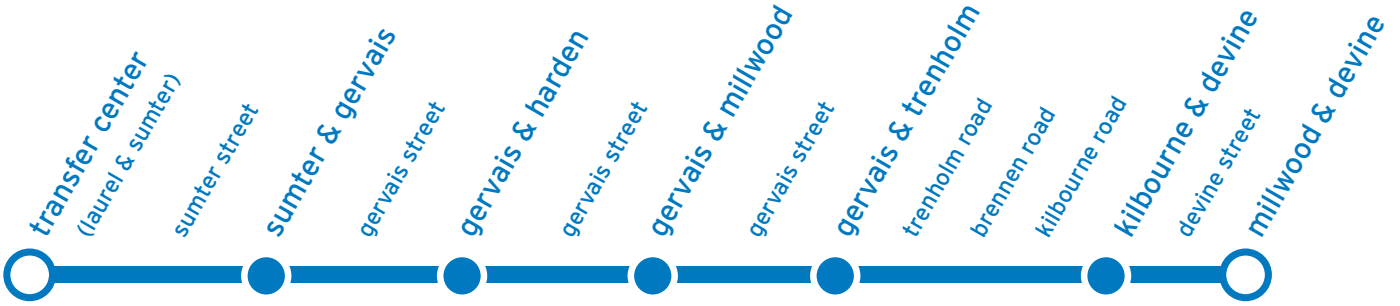 transfer center
(laurel & sumter)
sumter street
sumter & gervais
gervais street
gervais & harden
gervais street
gervais & millwood
gervais street
gervais & trenholm
trenholm road
brennen road
kilbourne road
kilbourne & devine
devine street
millwood & devine